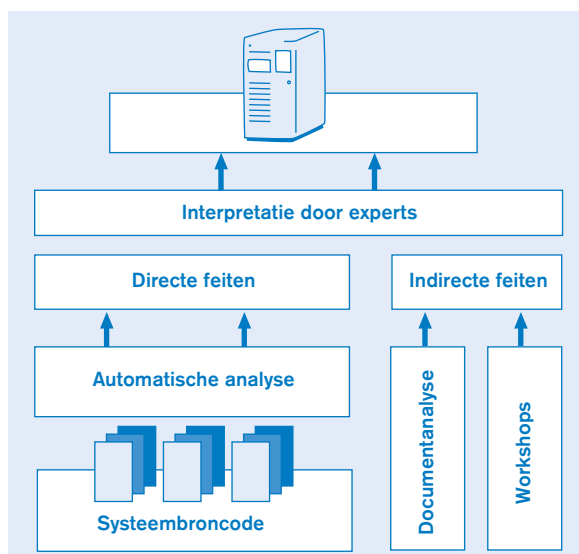 Interpretatie door experts
Directe feiten
Indirecte feiten
Automatische analyse
Documentanalyse
Workshops
Systeembroncode